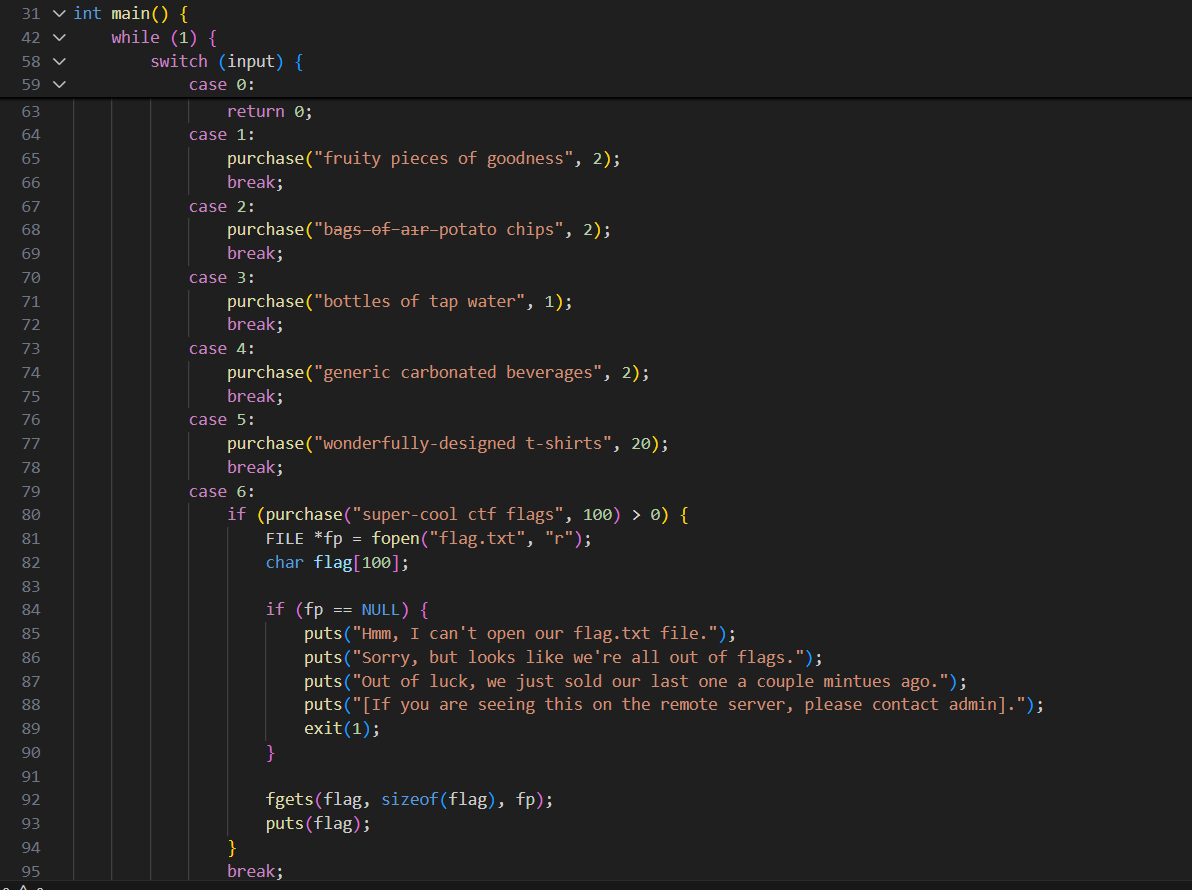 31 int main() {
42 while (1) {
58 switch (input) {
59 case 0:
63 return 0;
64 case 1:
65 purchase("fruity pieces of goodness", 2);
66 break;
67 case 2:
68 purchase("b̶a̶g̶s̶ ̶o̶f̶ ̶a̶i̶r̶ ̶potato chips", 2);
69 break;
70 case 3:
71 purchase("bottles of tap water", 1);
72 break;
73 case 4:
74 purchase("generic carbonated beverages", 2);
75 break;
76 case 5:
77 purchase("wonderfully-designed t-shirts", 20);
78 break;
79 case 6:
80 if (purchase("super-cool ctf flags", 100) > 0) {
81 FILE *fp = fopen("flag.txt", "r");
82 char flag[100];
83
84 if (fp == NULL) {
85 puts("Hmm, I can't open our flag.txt file.");
86 puts("Sorry, but looks like we're all out of flags.");
87 puts("Out of luck, we just sold our last one a couple mintues ago.");
88 puts("[If you are seeing this on the remote server, please contact admin].");
89 exit(1);
90 }
91
92 fgets(flag, sizeof(flag), fp);
93 puts(flag);
94 }
95 break;